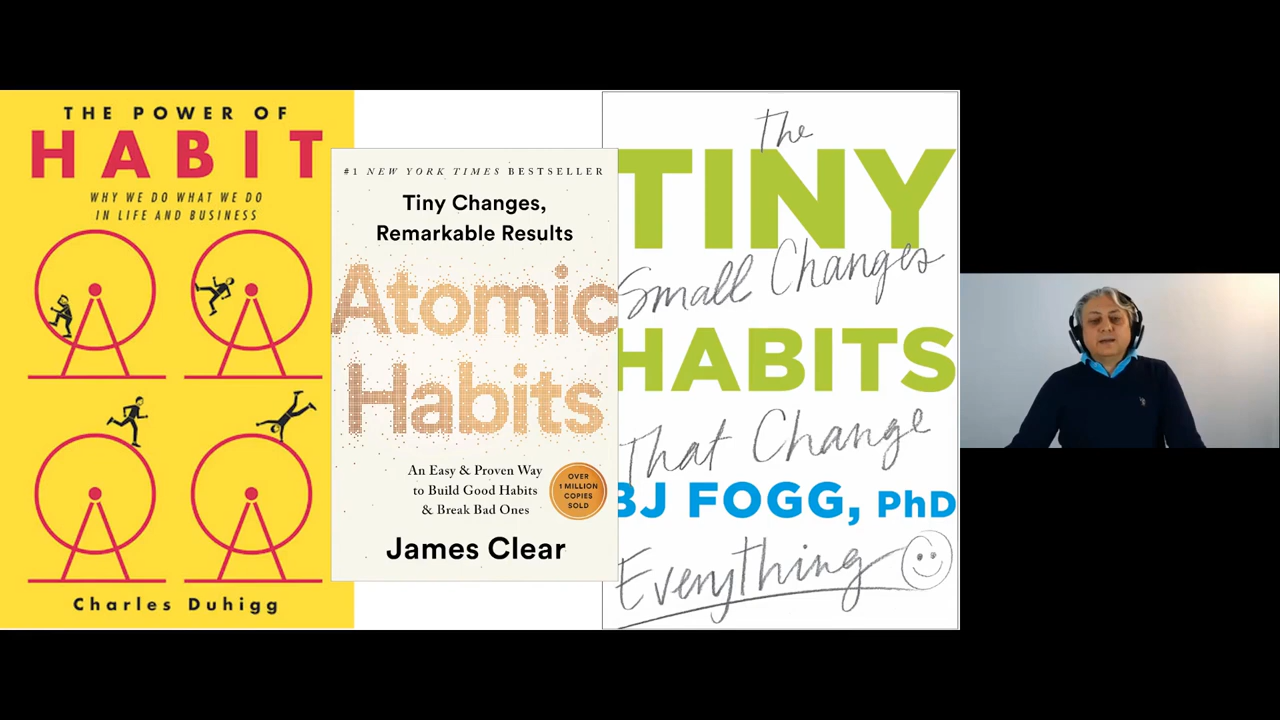 THE POWER OF
HABIT
WHY WE DO WHAT WE DO
IN LIFE AND BUSINESS
Charles Duhigg
#1 NEW YORK TIMES BESTSELLER
Tiny Changes,
Remarkable Results
Atomic
Habits
An Easy & Proven Way
to Build Good Habits
& Break Bad Ones
OVER
1 MILLION
COPIES
SOLD
James Clear
The
TINY
Small Changes
HABITS
That Change
BJ FOGG, PhD
Everything